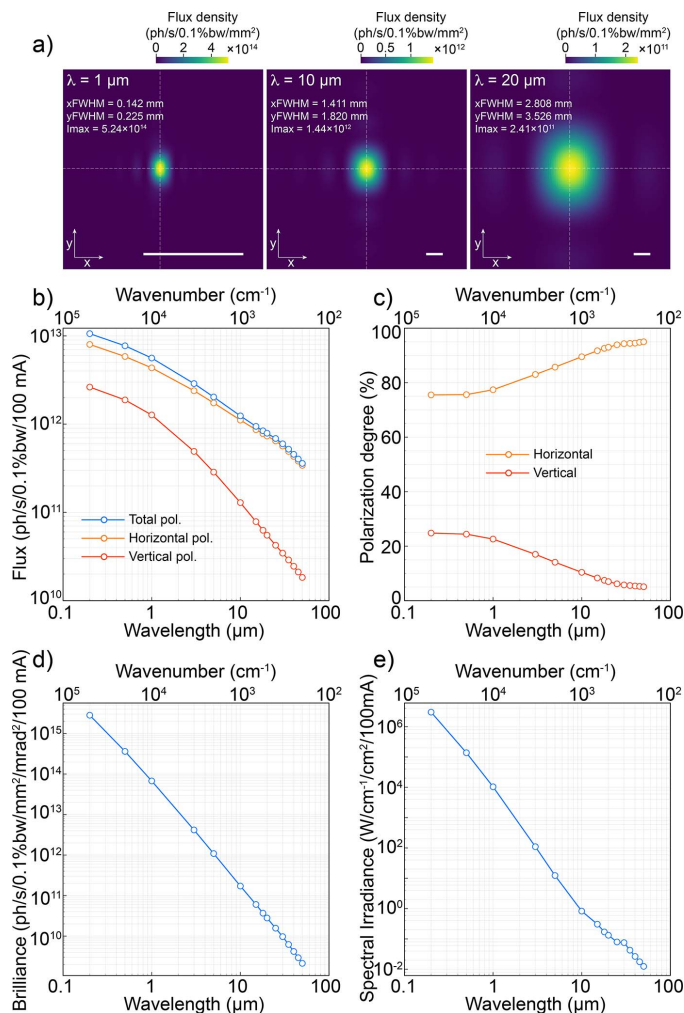 a)
Flux density
(ph/s/0.1%bw/mm²)
0 2 4 ×10¹⁴
Flux density
(ph/s/0.1%bw/mm²)
0 0.5 1 ×10¹²
Flux density
(ph/s/0.1%bw/mm²)
0 1 2 ×10¹¹
λ = 1 µm
xFWHM = 0.142 mm
yFWHM = 0.225 mm
Imax = 5.24×10¹⁴
y
x
λ = 10 µm
xFWHM = 1.411 mm
yFWHM = 1.820 mm
Imax = 1.44×10¹²
y
x
λ = 20 µm
xFWHM = 2.808 mm
yFWHM = 3.526 mm
Imax = 2.41×10¹¹
y
x
b)
Wavenumber (cm⁻¹)
10⁵ 10⁴ 10³ 10²
Flux (ph/s/0.1%bw/100 mA)
10¹³
10¹²
10¹¹
10¹⁰
Total pol.
Horizontal pol.
Vertical pol.
0.1 1 10 100
Wavelength (µm)
c)
Wavenumber (cm⁻¹)
10⁵ 10⁴ 10³ 10²
Polarization degree (%)
100
80
60
40
20
0
Horizontal
Vertical
0.1 1 10 100
Wavelength (µm)
d)
Wavenumber (cm⁻¹)
10⁵ 10⁴ 10³ 10²
Brilliance (ph/s/0.1%bw/mm²/mrad²/100 mA)
10¹⁵
10¹⁴
10¹³
10¹²
10¹¹
10¹⁰
0.1 1 10 100
Wavelength (µm)
e)
Wavenumber (cm⁻¹)
10⁵ 10⁴ 10³ 10²
Spectral Irradiance (W/cm⁻¹/cm²/100mA)
10⁶
10⁴
10²
10⁰
10⁻²
0.1 1 10 100
Wavelength (µm)